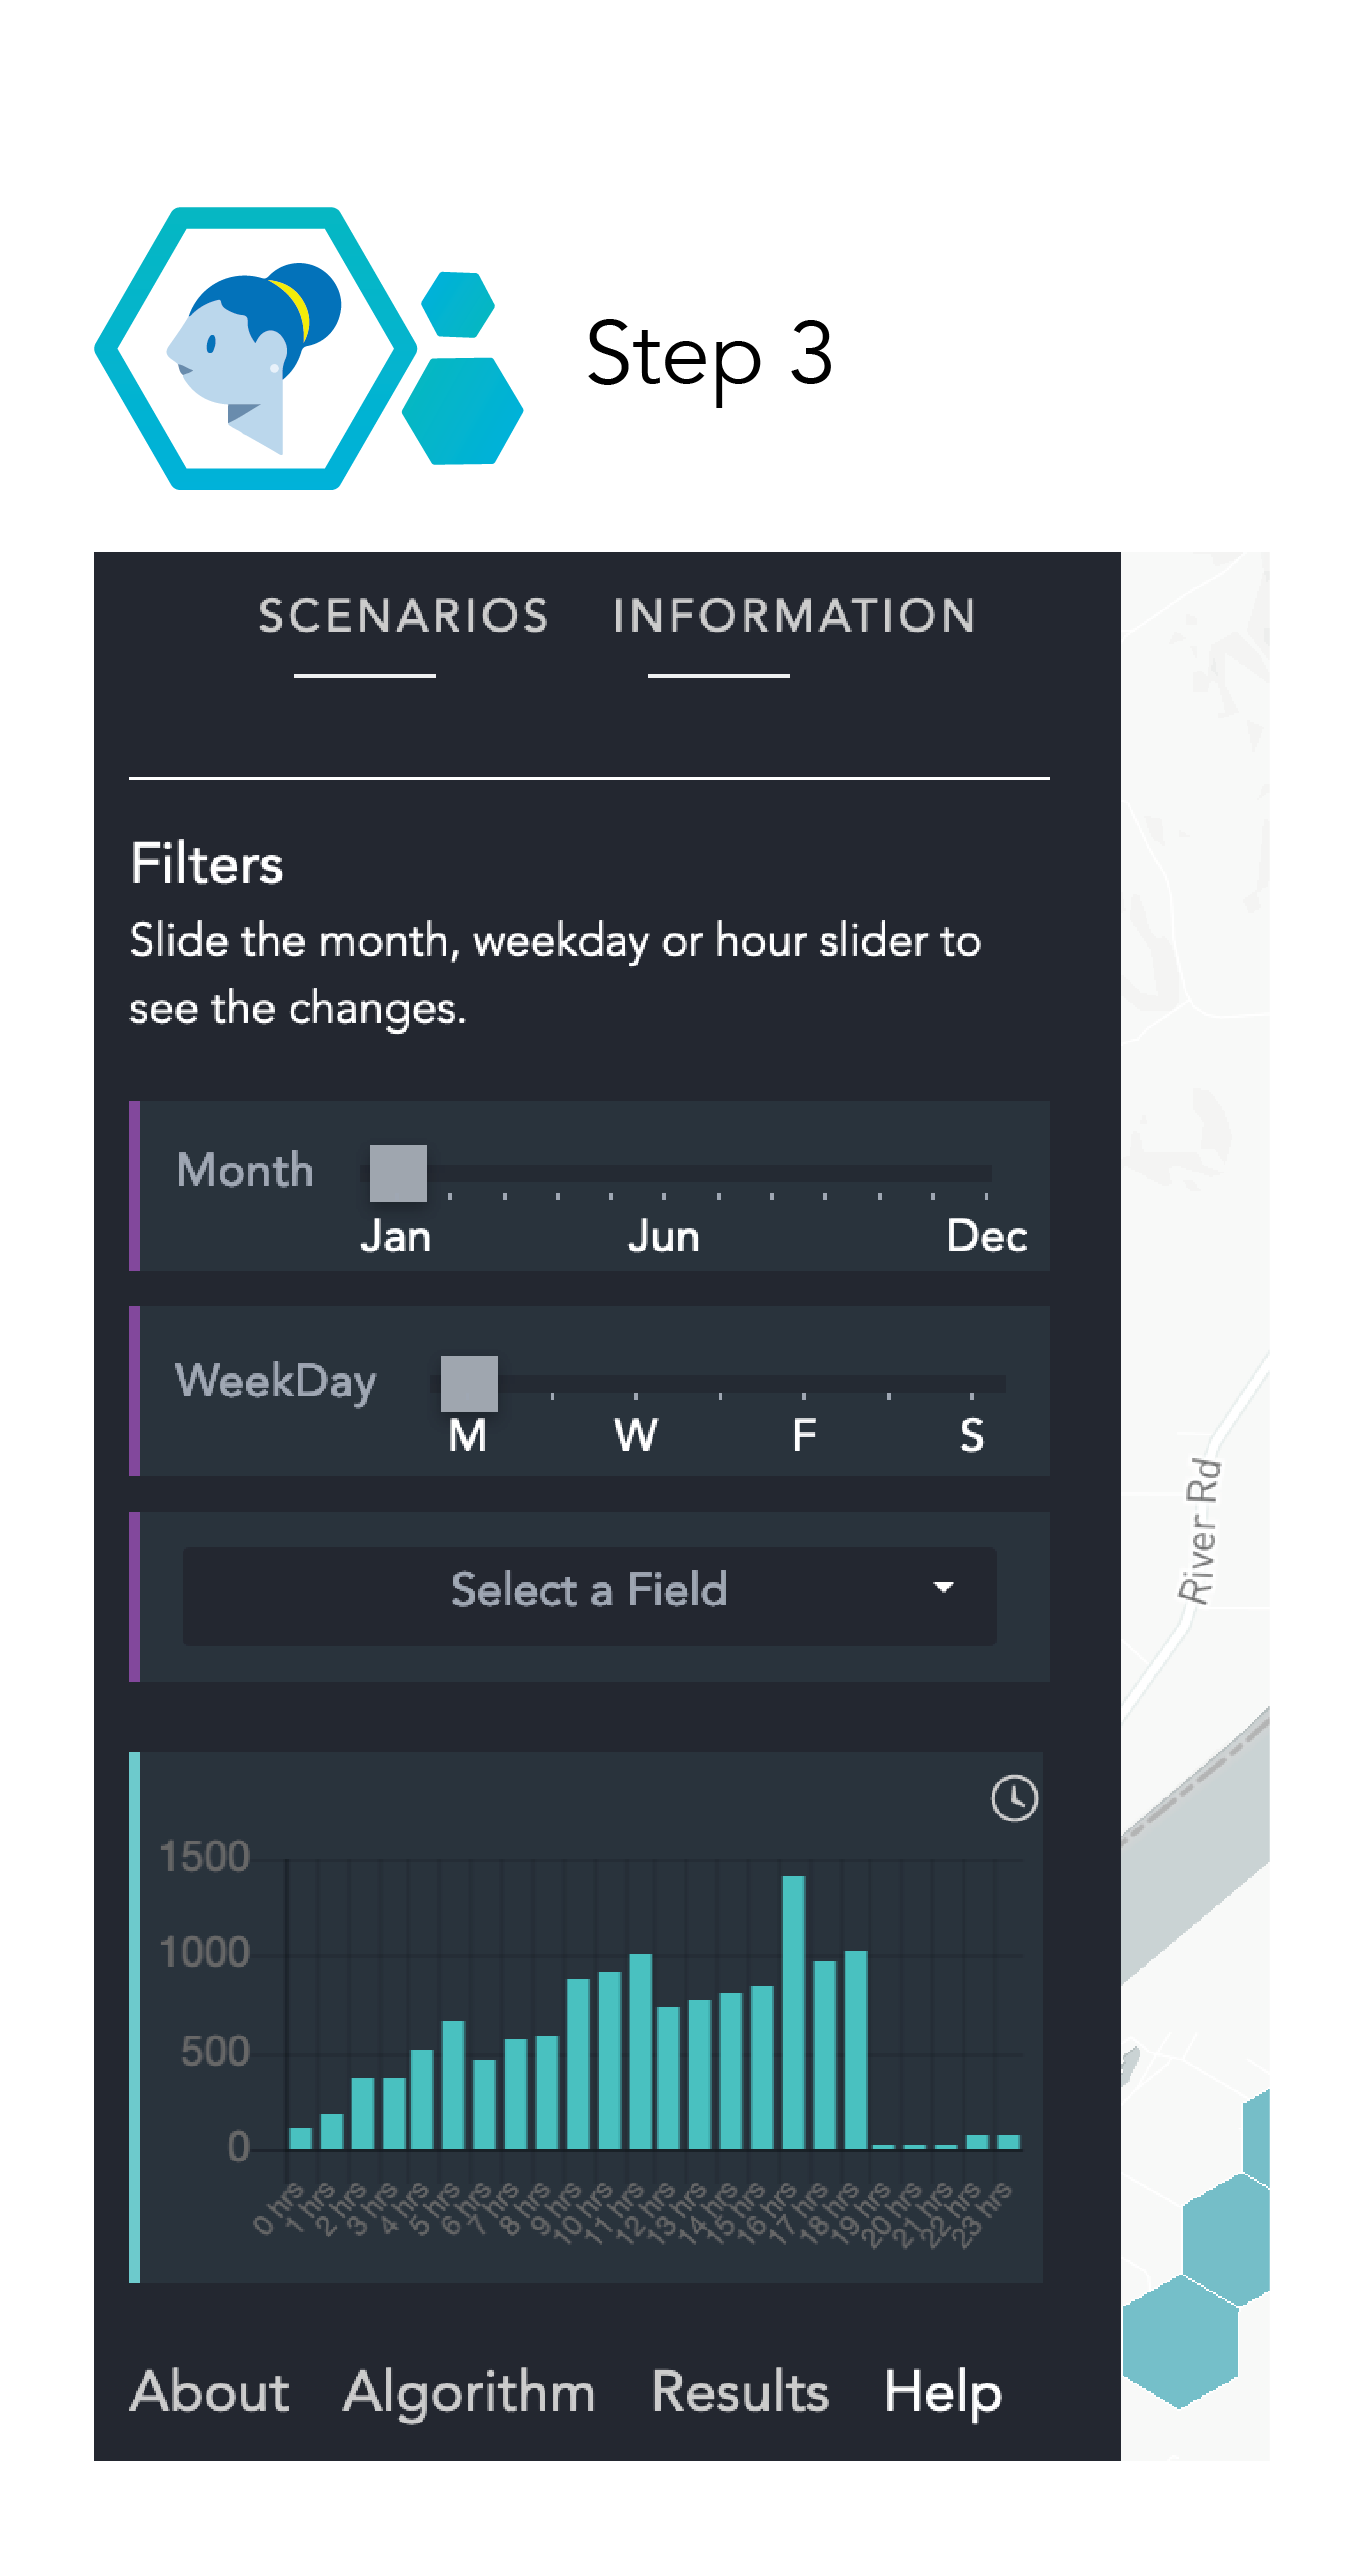 Step 3
SCENARIOS INFORMATION
Filters
Slide the month, weekday or hour slider to
see the changes.
Month
Jan Jun Dec
WeekDay
M W F S
Select a Field
1500
1000
500
0
0 hrs 1 hrs 2 hrs 3 hrs 4 hrs 5 hrs 6 hrs 7 hrs 8 hrs 9 hrs 10 hrs 11 hrs 12 hrs 13 hrs 14 hrs 15 hrs 16 hrs 17 hrs 18 hrs 19 hrs 20 hrs 21 hrs 22 hrs 23 hrs
About Algorithm Results Help
River Rd